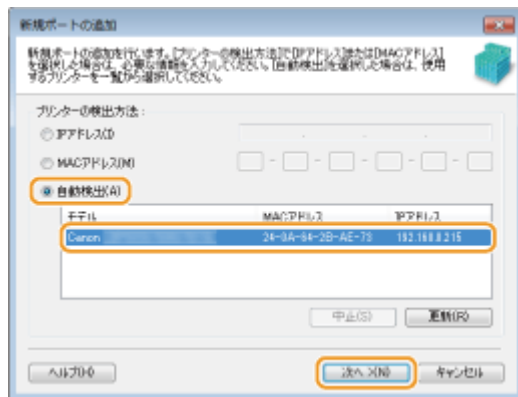 新規ポートの追加
新規ポートの追加を行います。[プリンターの検出方法]で[IPアドレス]または[MACアドレス]
を選択した場合は、必要な情報を入力してください。[自動検出]を選択した場合は、使用
するプリンターを一覧から選択してください。
プリンターの検出方法:
IPアドレス(I)
MACアドレス(M)
自動検出(A)
モデル MACアドレス IPアドレス
Canon 192.168.0.215
中止(S) 更新(R)
ヘルプ(H) 次へ >(N) キャンセル